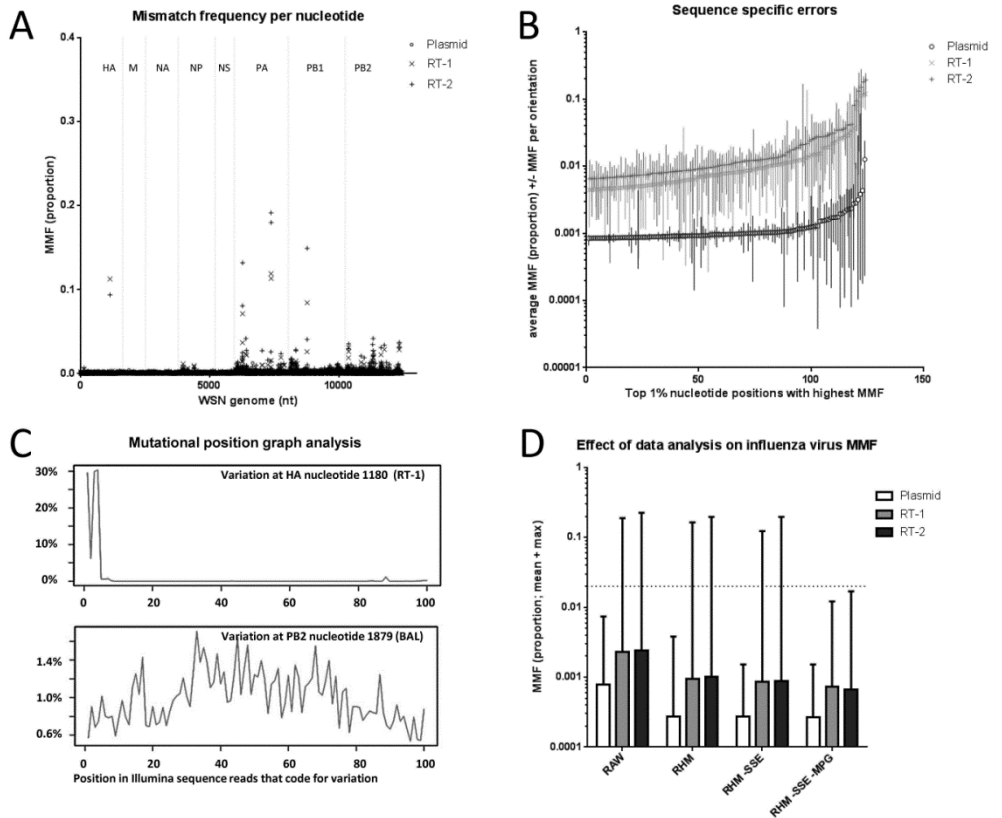 A
Mismatch frequency per nucleotide
0.4
0.3
0.2
0.1
0.0
MMF (proportion)
HA M NA NP NS PA PB1 PB2
Plasmid
RT-1
RT-2
0 5000 10000
WSN genome (nt)
B
Sequence specific errors
1
0.1
0.01
0.001
0.0001
0.00001
average MMF (proportion) +/- MMF per orientation
Plasmid
RT-1
RT-2
0 50 100 150
Top 1% nucleotide positions with highest MMF
C
Mutational position graph analysis
Variation at HA nucleotide 1180 (RT-1)
30%
20%
10%
0%
0 20 40 60 80 100
Variation at PB2 nucleotide 1879 (BAL)
1.4%
1.0%
0.6%
0 20 40 60 80 100
Position in Illumina sequence reads that code for variation
D
Effect of data analysis on influenza virus MMF
1
0.1
0.01
0.001
0.0001
MMF (proportion; mean + max)
Plasmid
RT-1
RT-2
RAW
RHM
RHM -SSE
RHM -SSE -MPG